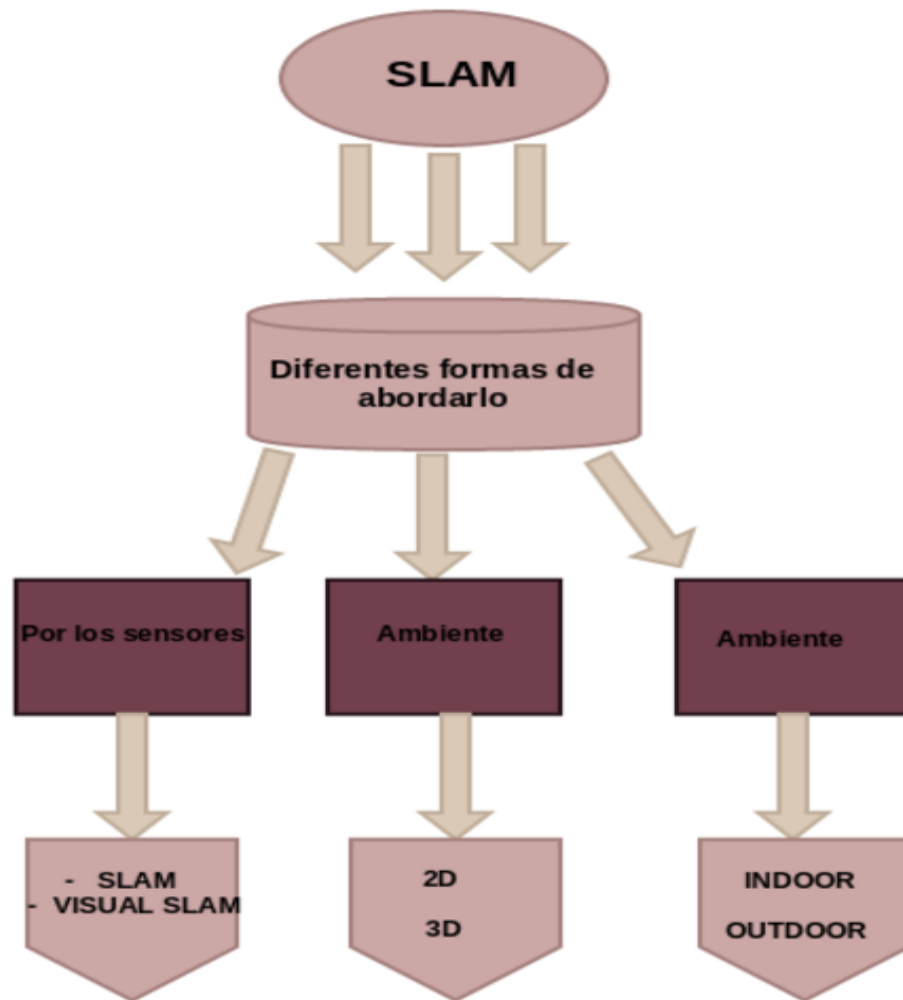 SLAM
Diferentes formas de
abordarlo
Por los sensores
Ambiente
Ambiente
- SLAM
- VISUAL SLAM
2D
3D
INDOOR
OUTDOOR